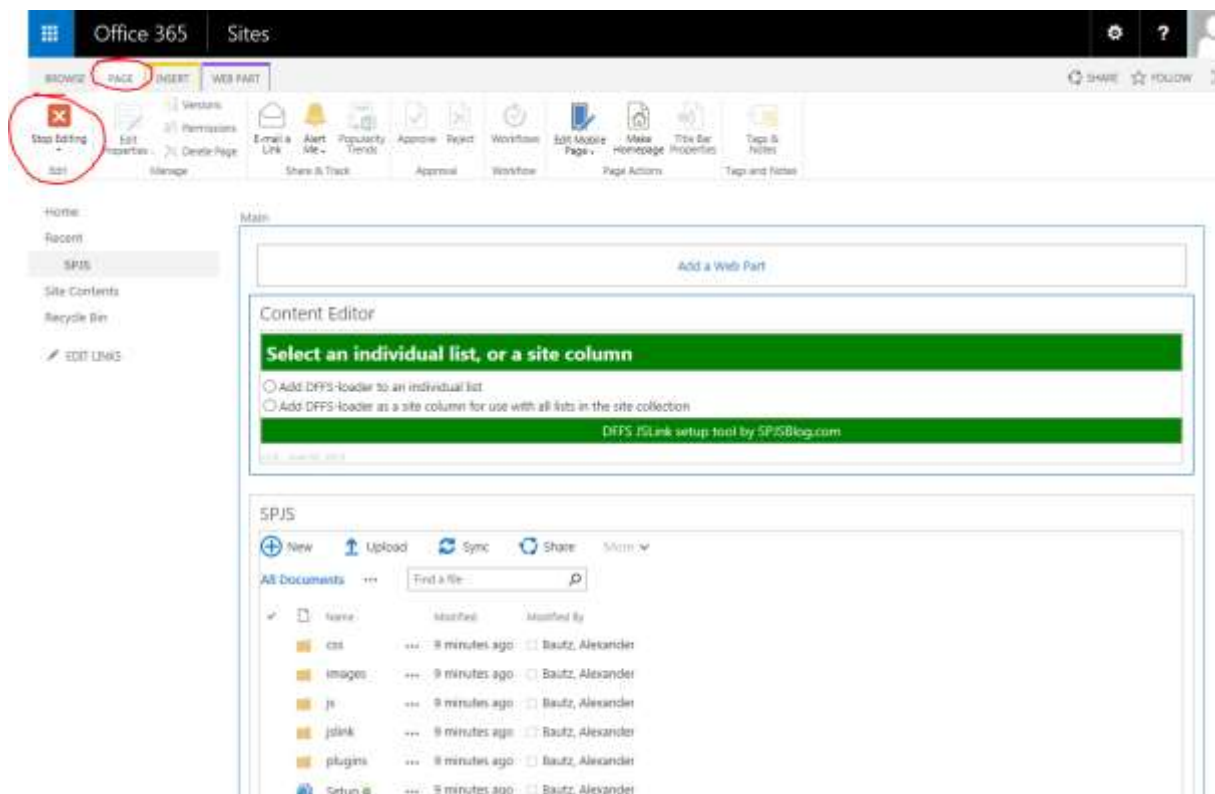 Office 365 Sites
BROWSE PAGE INSERT WEB PART SHARE FOLLOW
Versions
Permissions
Delete Page
Stop Editing
Edit Properties
E-mail a Link
Alert Me
Popularity Trends
Approve
Reject
Workflows
Edit Mobile Page
Make Homepage
Title Bar Properties
Tags & Notes
Edit Manage Share & Track Approval Workflow Page Actions Tags and Notes
Home
Recent
SPJS
Site Contents
Recycle Bin
EDIT LINKS
Main
Add a Web Part
Content Editor
Select an individual list, or a site column
Add DFFS-loader to an individual list
Add DFFS-loader as a site column for use with all lists in the site collection
DFFS JSLink setup tool by SPJSBlog.com
SPJS
New Upload Sync Share More
All Documents ... Find a file
Name Modified Modified By
css ... 9 minutes ago Bautz, Alexander
images ... 9 minutes ago Bautz, Alexander
js ... 9 minutes ago Bautz, Alexander
jslink ... 9 minutes ago Bautz, Alexander
plugins ... 9 minutes ago Bautz, Alexander
Setup ... 9 minutes ago Bautz, Alexander